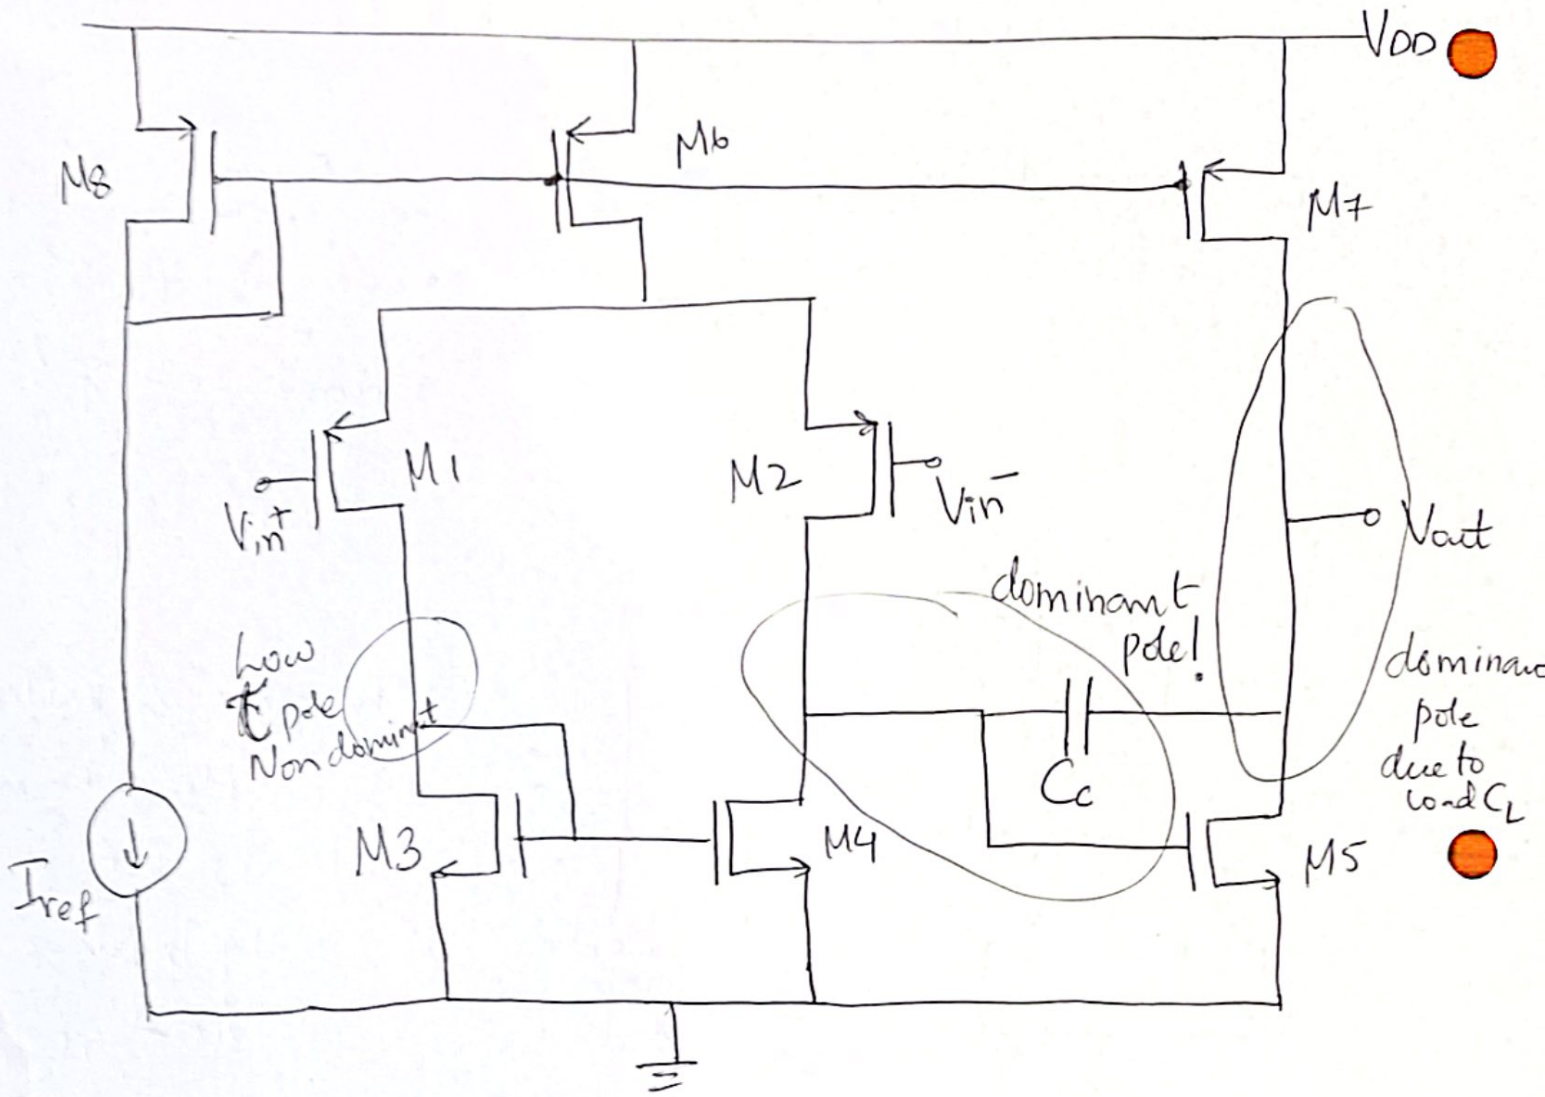 VDD
M8
M6
M7
M1
M2
Vin+
Vin-
Vout
dominant
pole!
Low
pole
Non dominant
dominan
pole
due to
load CL
Cc
M3
M4
M5
Iref